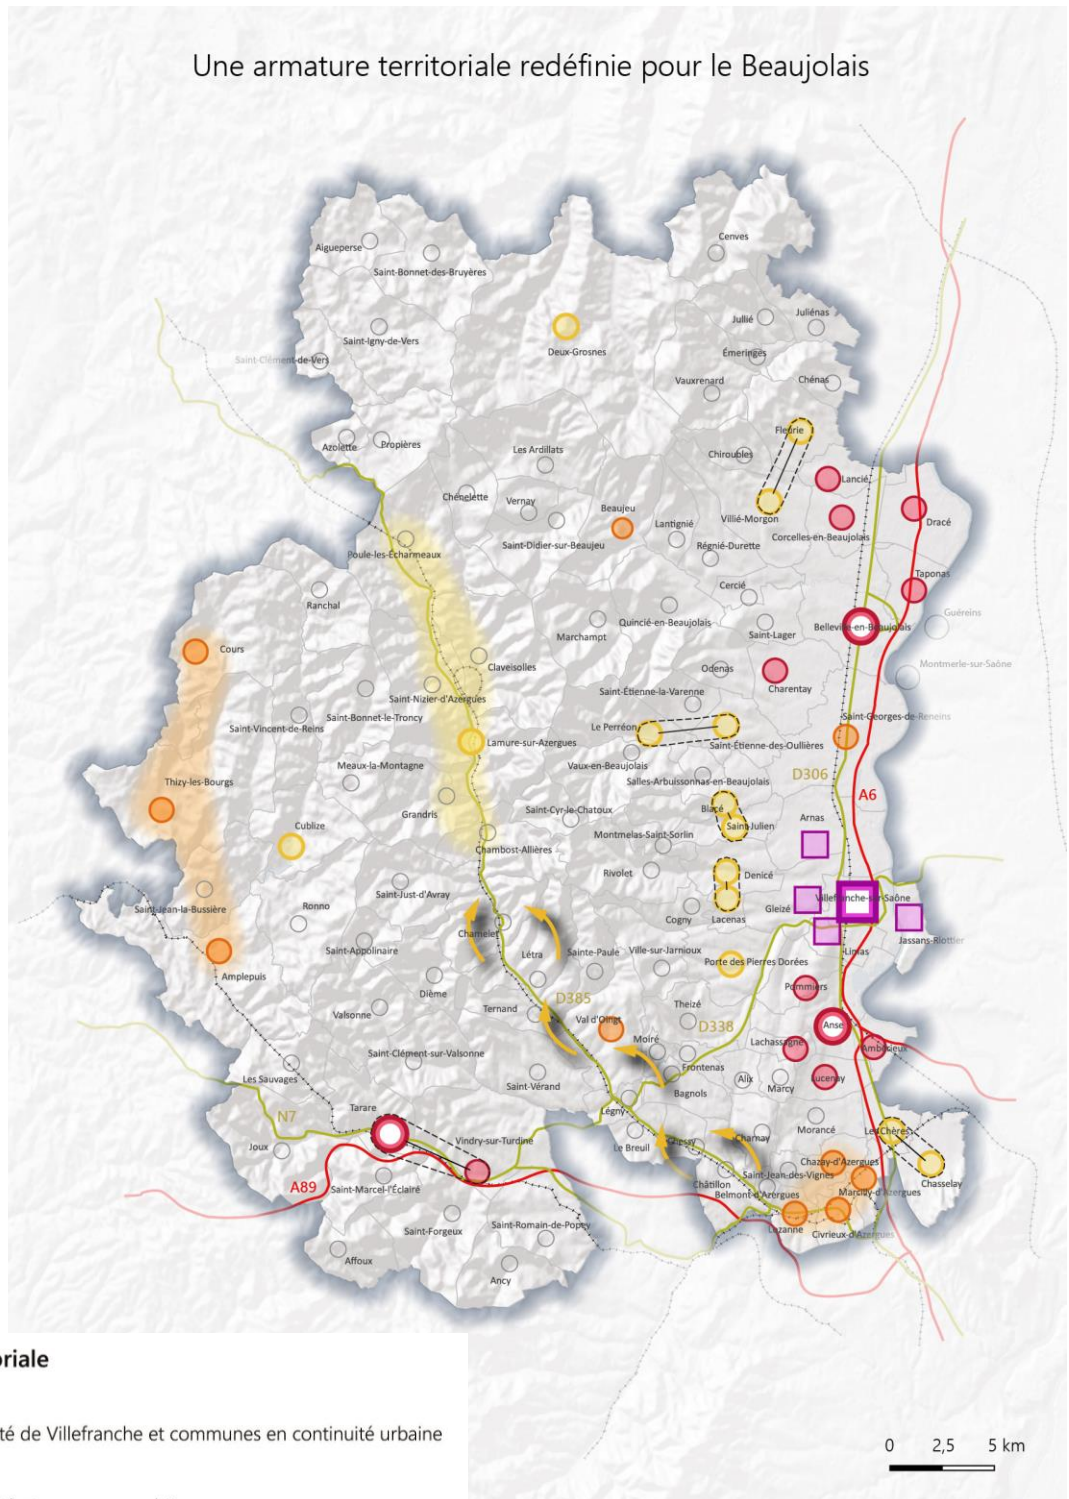 Une armature territoriale redéfinie pour le Beaujolais
Cenves
Aigueperse
Saint-Bonnet-des-Bruyères
Juliénas
Jullié
Saint-Igny-de-Vers
Deux-Grosnes
Émeringes
Saint-Clément-de-Vers
Vauxrenard
Chénas
Fleurie
Azolette
Propières
Les Ardillats
Chiroubles
Lancié
Chénelette
Vernay
Beaujeu
Lantignié
Villié-Morgon
Dracé
Corcelles-en-Beaujolais
Saint-Didier-sur-Beaujeu
Régnié-Durette
Poule-les-Écharmeaux
Taponas
Cercié
Ranchal
Guéreins
Quincié-en-Beaujolais
Belleville-en-Beaujolais
Marchampt
Saint-Lager
Cours
Claveisolles
Odenas
Montmerle-sur-Saône
Charentay
Saint-Nizier-d'Azergues
Saint-Étienne-la-Varenne
Saint-Bonnet-le-Troncy
Saint-Georges-de-Reneins
Saint-Vincent-de-Reins
Le Perréon
Lamure-sur-Azergues
Saint-Étienne-des-Oullières
Meaux-la-Montagne
Vaux-en-Beaujolais
D306
Thizy-les-Bourgs
Salles-Arbuissonnas-en-Beaujolais
A6
Grandris
Saint-Cyr-le-Chatoux
Blacé
Arnas
Cublize
Saint-Julien
Montmelas-Saint-Sorlin
Chambost-Allières
Rivolet
Denicé
Saint-Just-d'Avray
Villefranche-sur-Saône
Saint-Jean-la-Bussière
Ronno
Gleizé
Cogny
Lacenas
Chamelet
Jassans-Riottier
Saint-Appolinaire
Létra
Sainte-Paule
Ville-sur-Jarnioux
Limas
Porte des Pierres Dorées
Amplepuis
Dième
Pommiers
D385
Valsonne
Ternand
Theizé
Val d'Oingt
D338
Anse
Moiré
Lachassagne
Ambérieux
Saint-Clément-sur-Valsonne
Frontenas
Les Sauvages
Saint-Vérand
Alix
Marcy
Lucenay
Bagnols
Tarare
Légny
N7
Morancé
Les Chères
Joux
Vindry-sur-Turdine
Le Breuil
Chessy
Charnay
Chazay-d'Azergues
A89
Saint-Marcel-l'Éclairé
Châtillon
Saint-Jean-des-Vignes
Chasselay
Belmont-d'Azergues
Marcilly-d'Azergues
Saint-Forgeux
Saint-Romain-de-Popey
Lozanne
Civrieux-d'Azergues
Affoux
Ancy
oriale
té de Villefranche et communes en continuité urbaine
0 2,5 5 km